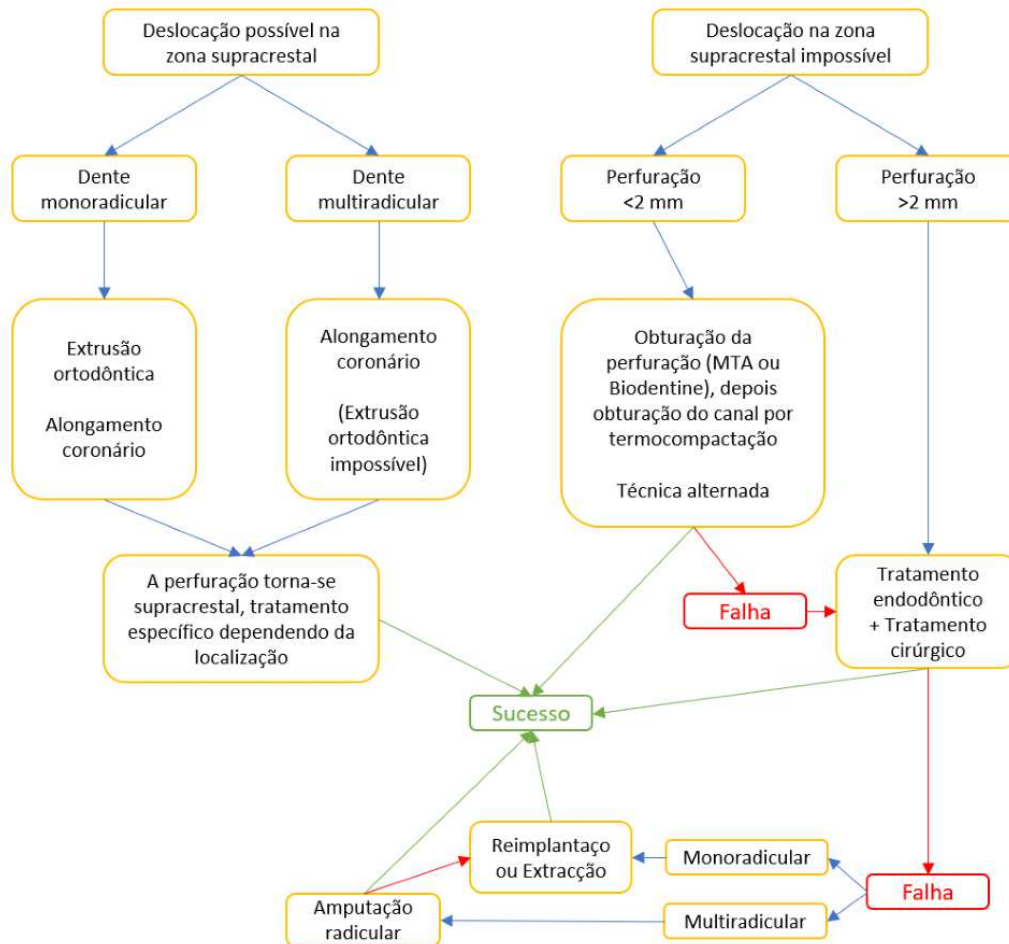 Deslocação possível na
zona supracrestal
Deslocação na zona
supracrestal impossível
Dente
monoradicular
Dente
multiradicular
Perfuração
<2 mm
Perfuração
>2 mm
Extrusão
ortodôntica
Alongamento
coronário
Alongamento
coronário
(Extrusão
ortodôntica
impossível)
Obturação da
perfuração (MTA ou
Biodentine), depois
obturação do canal por
termocompactação
Técnica alternada
A perfuração torna-se
supracrestal, tratamento
específico dependendo da
localização
Falha
Tratamento
endodôntico
+ Tratamento
cirúrgico
Sucesso
Reimplantaço
ou Extracção
Monoradicular
Falha
Amputação
radicular
Multiradicular